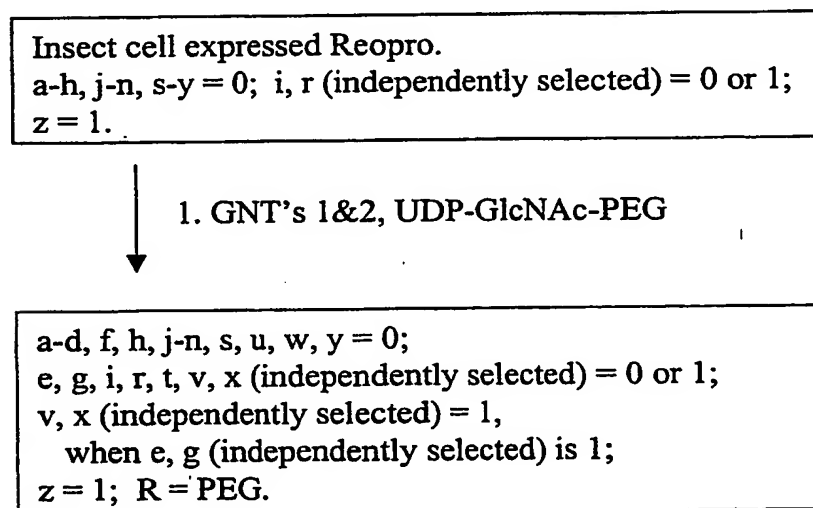 Insect cell expressed Reopro.
a-h, j-n, s-y = 0; i, r (independently selected) = 0 or 1;
z = 1.
1. GNT's 1&2, UDP-GlcNAc-PEG
a-d, f, h, j-n, s, u, w, y = 0;
e, g, i, r, t, v, x (independently selected) = 0 or 1;
v, x (independently selected) = 1,
when e, g (independently selected) is 1;
z = 1; R = PEG.